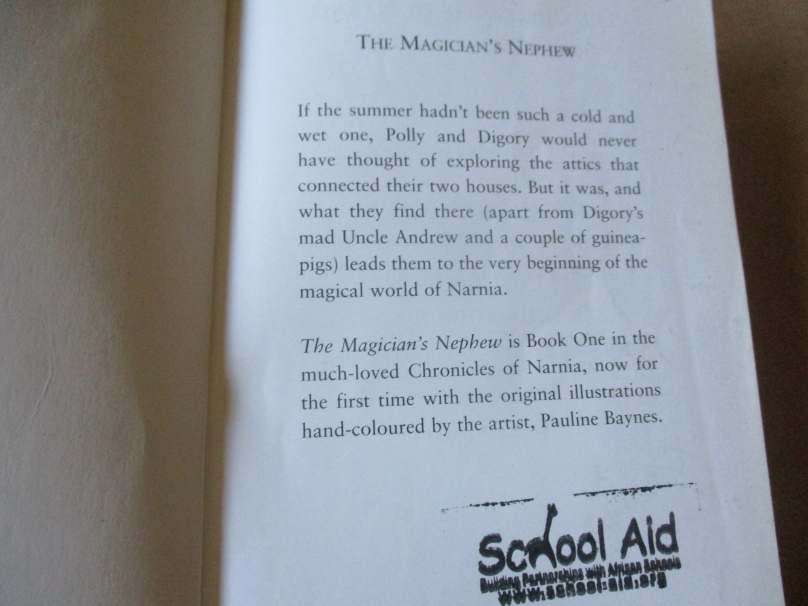 THE MAGICIAN'S NEPHEW
If the summer hadn't been such a cold and
wet one, Polly and Digory would never
have thought of exploring the attics that
connected their two houses. But it was, and
what they find there (apart from Digory's
mad Uncle Andrew and a couple of guinea-
pigs) leads them to the very beginning of the
magical world of Narnia.
The Magician's Nephew is Book One in the
much-loved Chronicles of Narnia, now for
the first time with the original illustrations
hand-coloured by the artist, Pauline Baynes.
School Aid
Building Partnerships with African Schools
www.school-aid.org